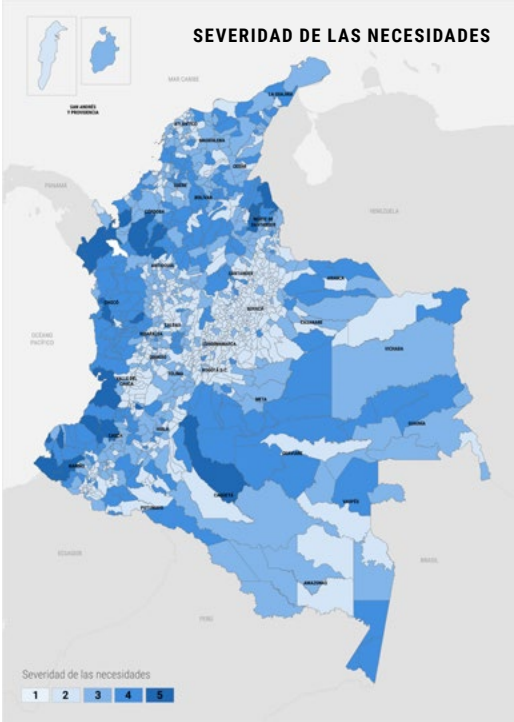 SEVERIDAD DE LAS NECESIDADES
SAN ANDRÉS
Y PROVIDENCIA
MAR CARIBE
LA GUAJIRA
ATLÁNTICO
MAGDALENA
CESAR
PANAMÁ
SUCRE
BOLÍVAR
CÓRDOBA
NORTE DE
SANTANDER
VENEZUELA
ANTIOQUIA
SANTANDER
ARAUCA
CHOCÓ
BOYACÁ
CASANARE
OCÉANO
PACÍFICO
CALDAS
RISARALDA
CUNDINAMARCA
VICHADA
QUINDÍO
BOGOTÁ D.C.
VALLE DEL
CAUCA
TOLIMA
META
GUAINÍA
CAUCA
HUILA
GUAVIARE
NARIÑO
CAQUETÁ
VAUPÉS
PUTUMAYO
ECUADOR
BRASIL
AMAZONAS
PERÚ
Severidad de las necesidades
1 2 3 4 5